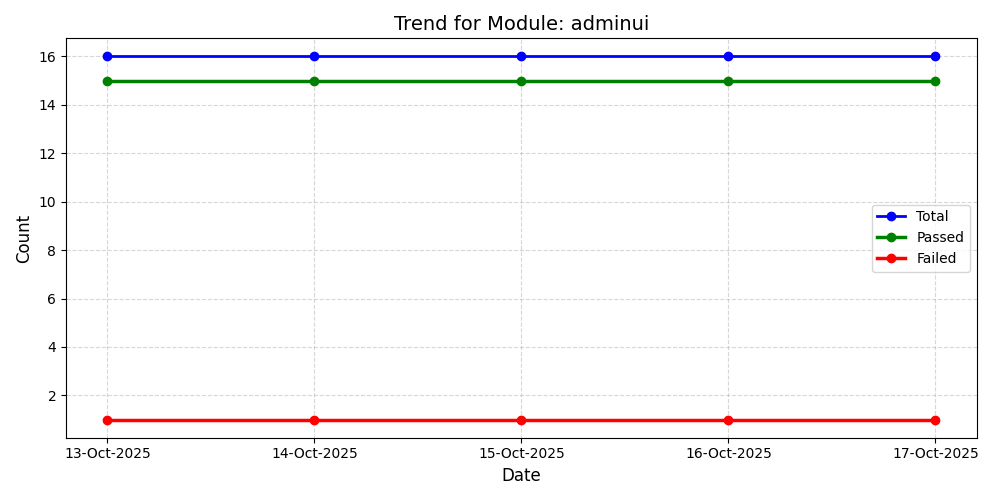 Trend for Module: adminui
Count
16
14
12
10
8
6
4
2
Total
Passed
Failed
13-Oct-2025 14-Oct-2025 15-Oct-2025 16-Oct-2025 17-Oct-2025
Date